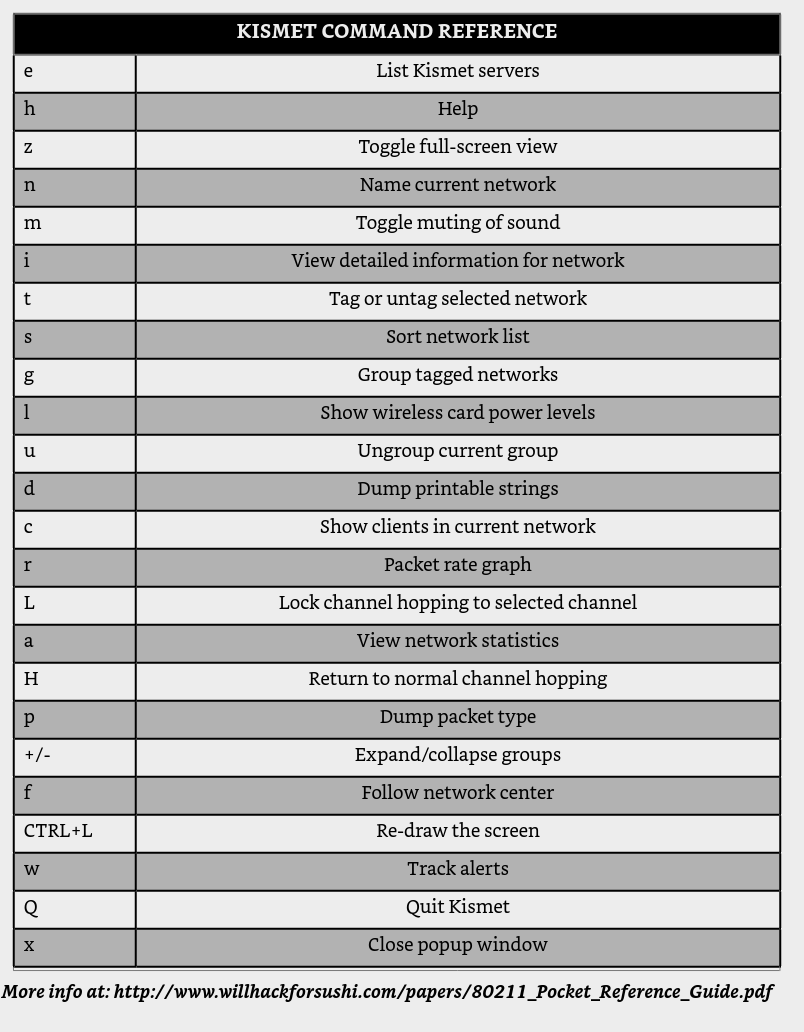 KISMET COMMAND REFERENCE
e List Kismet servers
h Help
z Toggle full-screen view
n Name current network
m Toggle muting of sound
i View detailed information for network
t Tag or untag selected network
s Sort network list
g Group tagged networks
l Show wireless card power levels
u Ungroup current group
d Dump printable strings
c Show clients in current network
r Packet rate graph
L Lock channel hopping to selected channel
a View network statistics
H Return to normal channel hopping
p Dump packet type
+/- Expand/collapse groups
f Follow network center
CTRL+L Re-draw the screen
w Track alerts
Q Quit Kismet
x Close popup window
More info at: http://www.willhackforsushi.com/papers/80211_Pocket_Reference_Guide.pdf